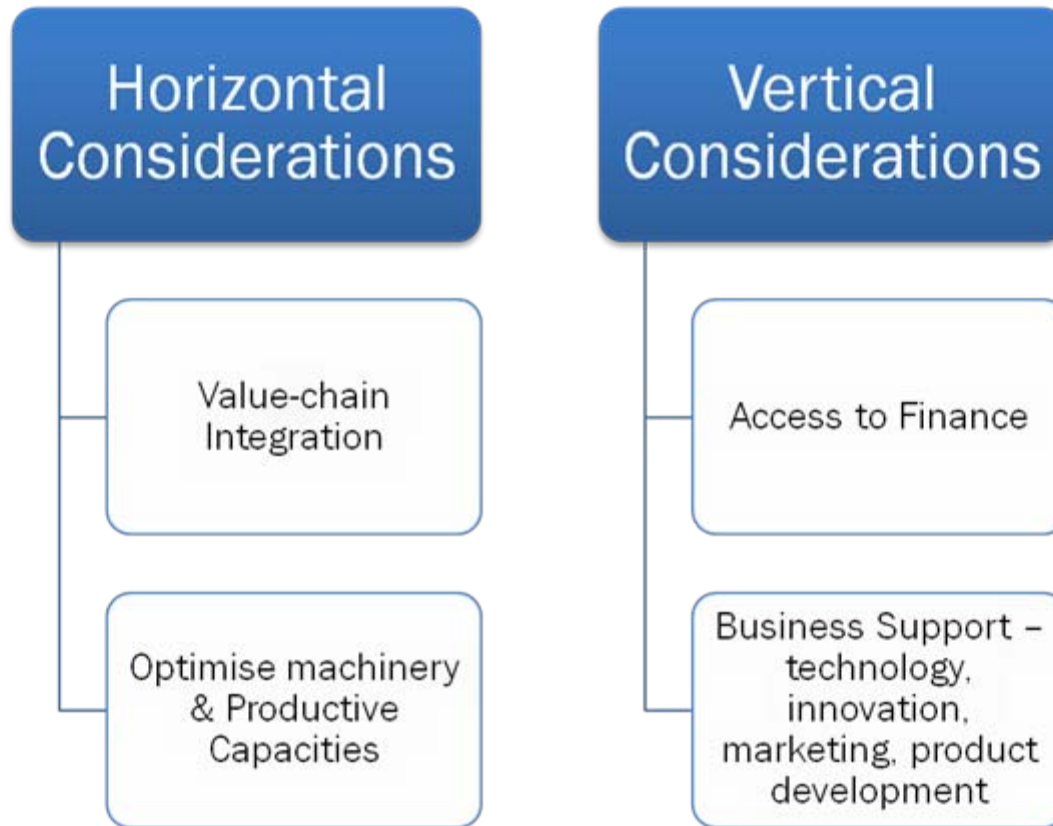 Horizontal
Considerations
Value-chain
Integration
Optimise machinery
& Productive
Capacities
Vertical
Considerations
Access to Finance
Business Support –
technology,
innovation,
marketing, product
development